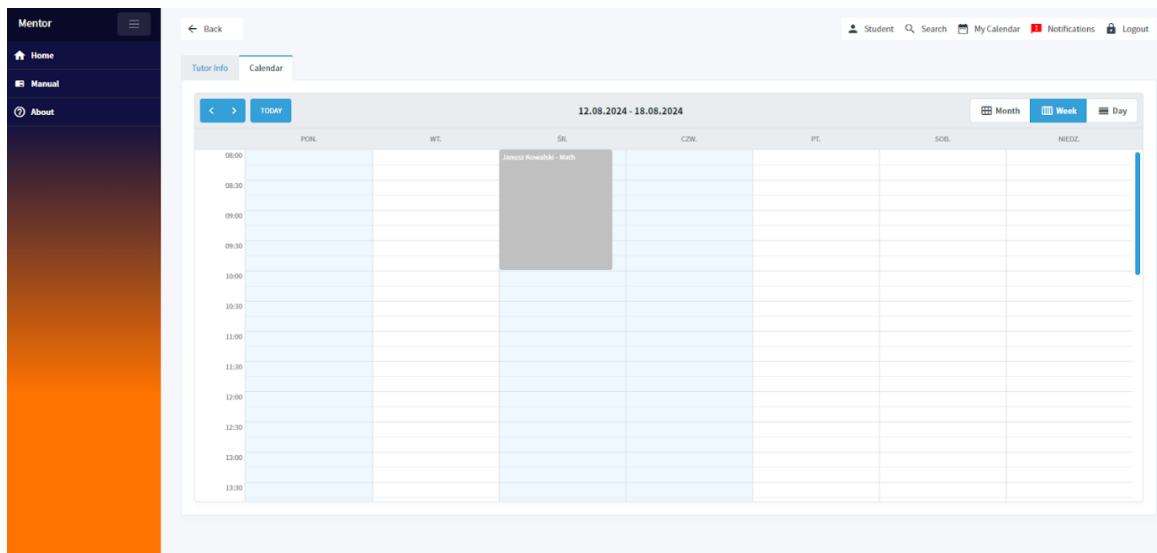 Mentor
Back
Student Search My Calendar Notifications Logout
Home
Manual
About
Tutor Info Calendar
TODAY 12.08.2024 - 18.08.2024 Month Week Day
PON. WT. ŚR. CZW. PT. SOB. NIEDZ.
08:00 Janusz Kowalski - Math
08:30
09:00
09:30
10:00
10:30
11:00
11:30
12:00
12:30
13:00
13:30